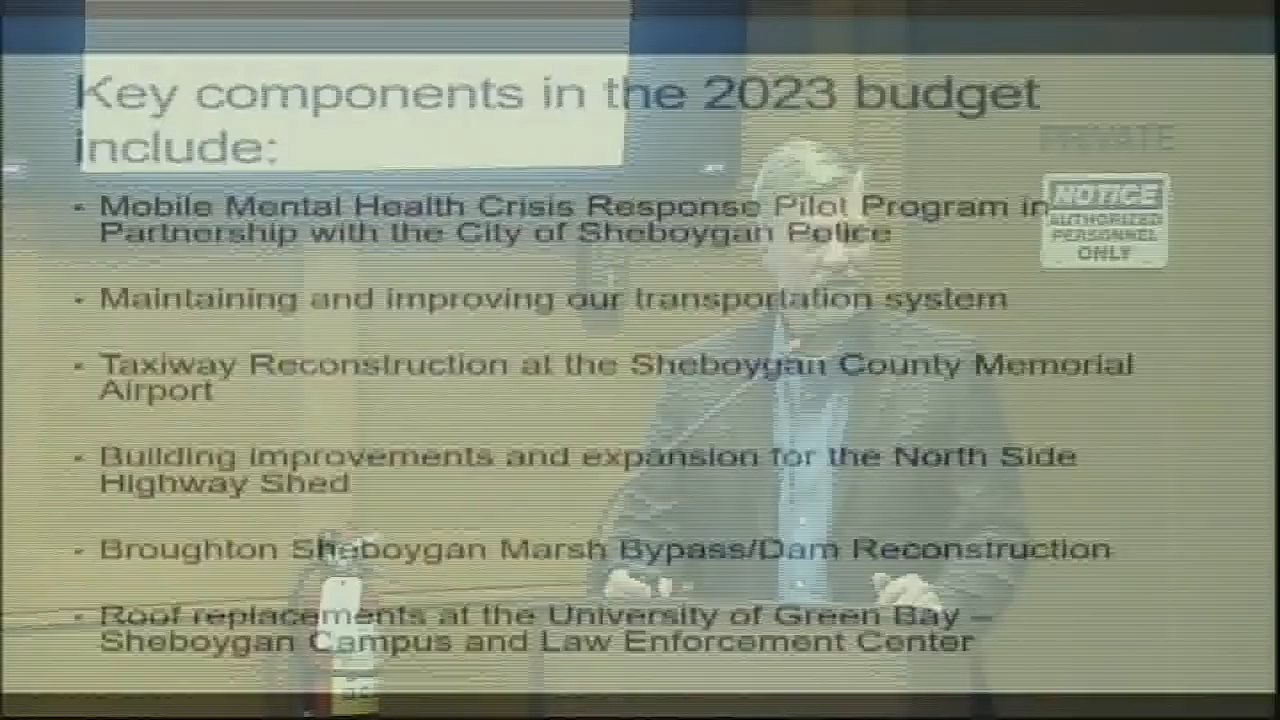 Key components in the 2023 budget
include:
PRIVATE
NOTICE
AUTHORIZED
PERSONNEL
ONLY
- Mobile Mental Health Crisis Response Pilot Program in
Partnership with the City of Sheboygan Police
- Maintaining and improving our transportation system
- Taxiway Reconstruction at the Sheboygan County Memorial
Airport
- Building improvements and expansion for the North Side
Highway Shed
- Broughton Sheboygan Marsh Bypass/Dam Reconstruction
- Roof replacements at the University of Green Bay –
Sheboygan Campus and Law Enforcement Center